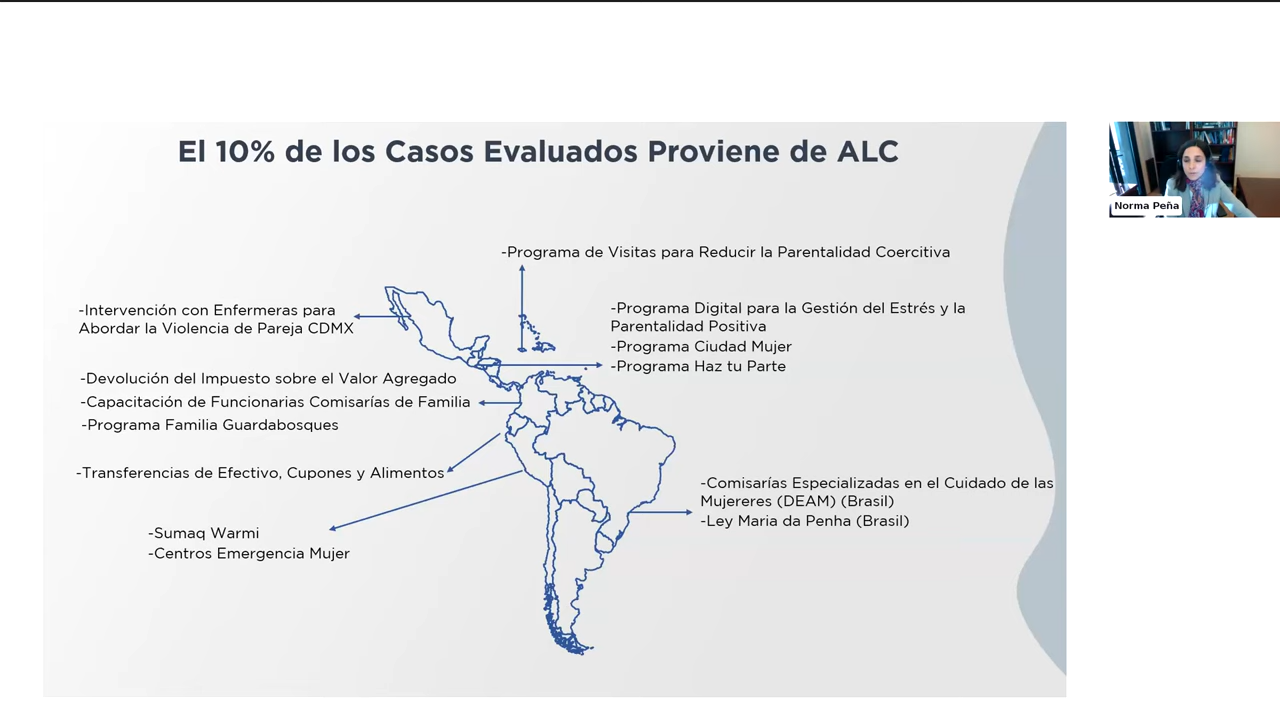 El 10% de los Casos Evaluados Proviene de ALC
Norma Peña
-Programa de Visitas para Reducir la Parentalidad Coercitiva
-Intervención con Enfermeras para
Abordar la Violencia de Pareja CDMX
-Programa Digital para la Gestión del Estrés y la
Parentalidad Positiva
-Programa Ciudad Mujer
-Programa Haz tu Parte
-Devolución del Impuesto sobre el Valor Agregado
-Capacitación de Funcionarias Comisarías de Familia
-Programa Familia Guardabosques
-Transferencias de Efectivo, Cupones y Alimentos
-Comisarías Especializadas en el Cuidado de las
Mujereres (DEAM) (Brasil)
-Ley Maria da Penha (Brasil)
-Sumaq Warmi
-Centros Emergencia Mujer